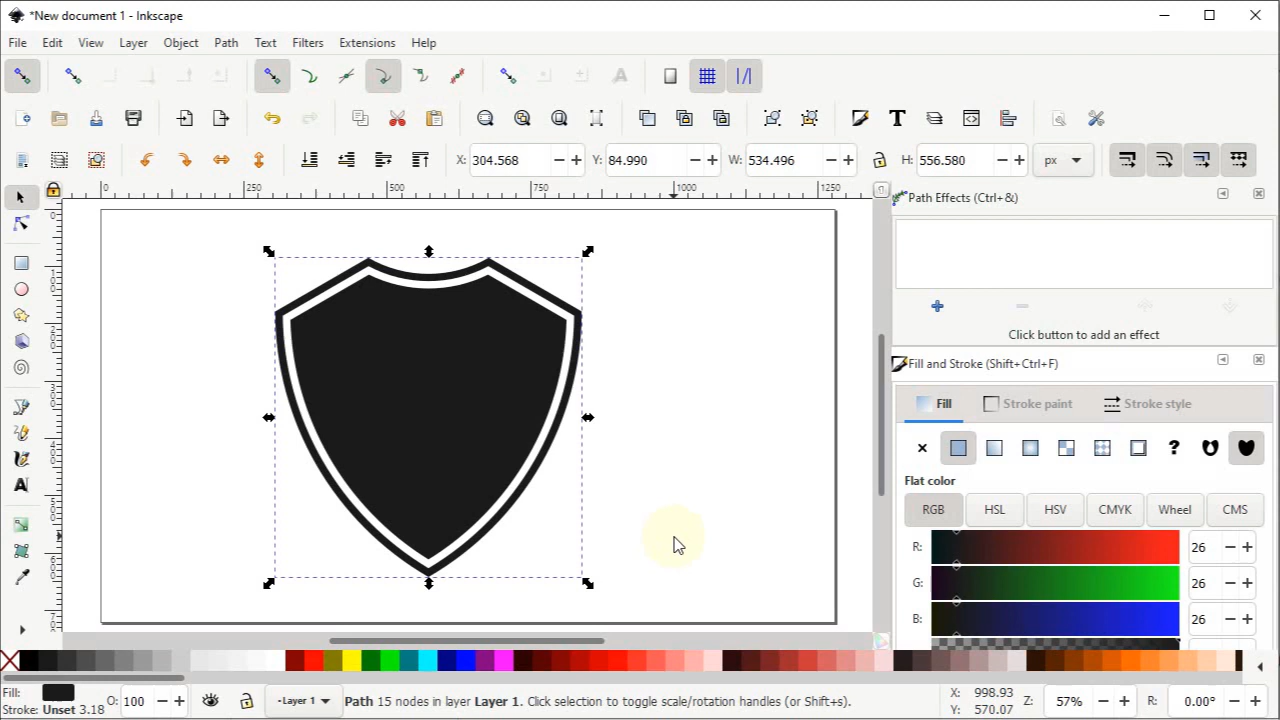 *New document 1 - Inkscape
File Edit View Layer Object Path Text Filters Extensions Help
X: 304.568 Y: 84.990 W: 534.496 H: 556.580 px
0 250 500 750 1000 1250
Path Effects (Ctrl+&)
Click button to add an effect
Fill and Stroke (Shift+Ctrl+F)
Fill Stroke paint Stroke style
Flat color
RGB HSL HSV CMYK Wheel CMS
R: 26
G: 26
B: 26
Fill:
Stroke: Unset 3.18
O: 100
-Layer 1
Path 15 nodes in layer Layer 1. Click selection to toggle scale/rotation handles (or Shift+s).
X: 998.93
Y: 570.07
Z: 57%
R: 0.00°